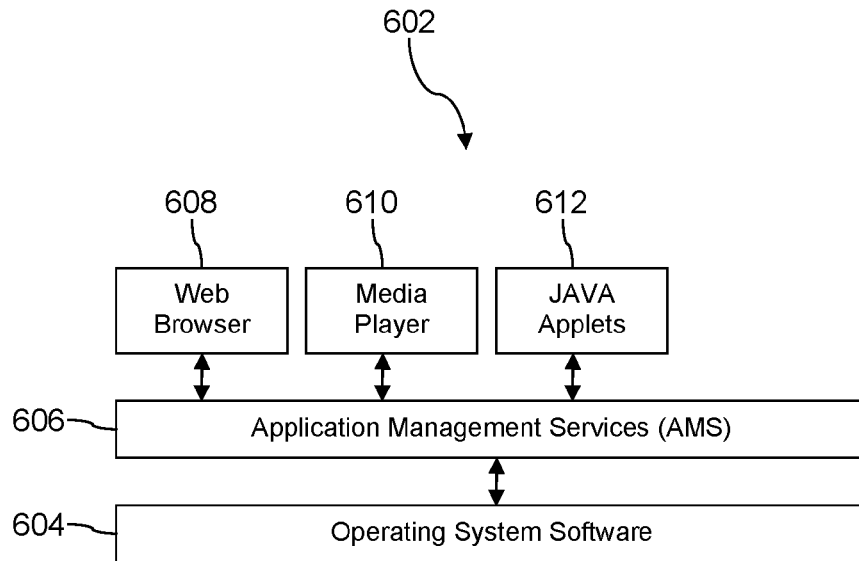 602
608
610
612
Web
Browser
Media
Player
JAVA
Applets
606
Application Management Services (AMS)
604
Operating System Software